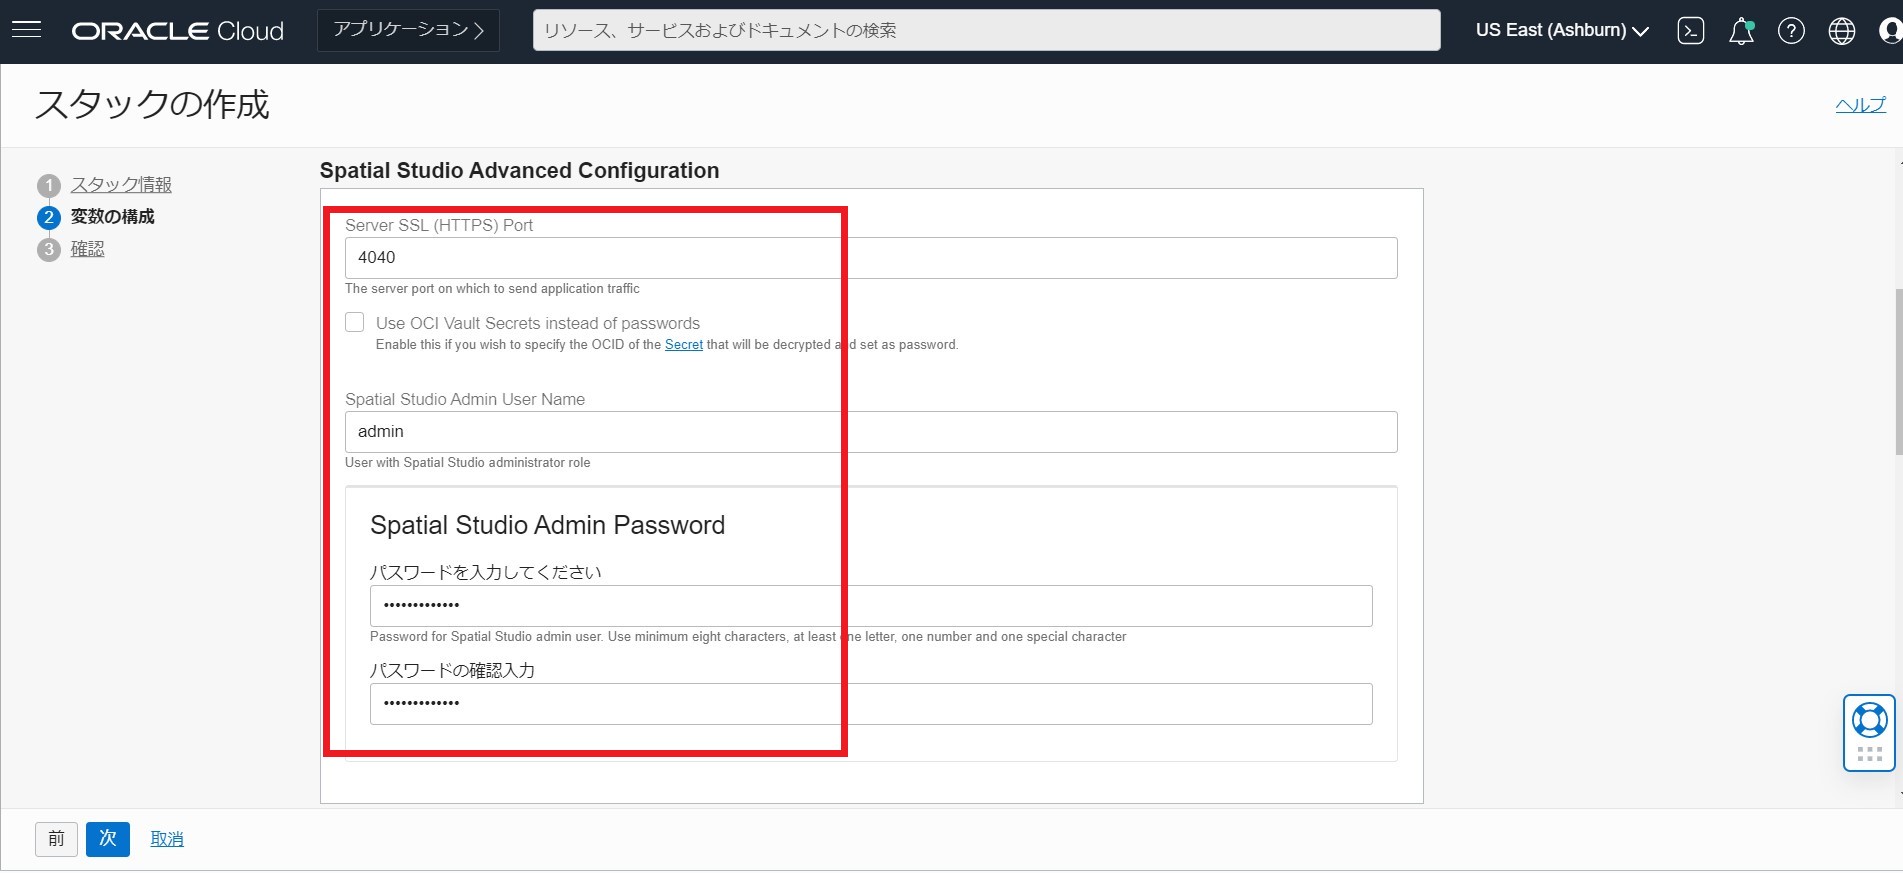 ORACLE Cloud
アプリケーション
リソース、サービスおよびドキュメントの検索
US East (Ashburn)
スタックの作成
ヘルプ
1 スタック情報
2 変数の構成
3 確認
Spatial Studio Advanced Configuration
Server SSL (HTTPS) Port
4040
The server port on which to send application traffic
Use OCI Vault Secrets instead of passwords
Enable this if you wish to specify the OCID of the Secret that will be decrypted and set as password.
Spatial Studio Admin User Name
admin
User with Spatial Studio administrator role
Spatial Studio Admin Password
パスワードを入力してください
•••••••••••••
Password for Spatial Studio admin user. Use minimum eight characters, at least one letter, one number and one special character
パスワードの確認入力
•••••••••••••
前
次
取消